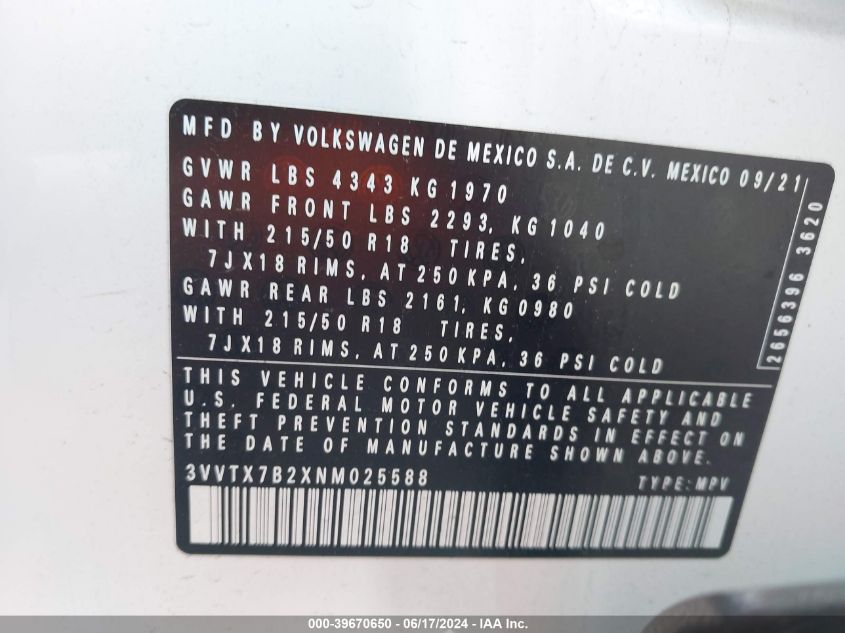 MFD BY VOLKSWAGEN DE MEXICO S.A. DE C.V. MEXICO 09/21
GVWR LBS 4343 KG 1970
GAWR FRONT LBS 2293, KG 1040
WITH 215/50 R18 TIRES,
7JX18 RIMS, AT 250 KPA, 36 PSI COLD
GAWR REAR LBS 2161, KG 0980
WITH 215/50 R18 TIRES,
7JX18 RIMS, AT 250 KPA, 36 PSI COLD
2656396 3620
THIS VEHICLE CONFORMS TO ALL APPLICABLE
U.S. FEDERAL MOTOR VEHICLE SAFETY AND
THEFT PREVENTION STANDARDS IN EFFECT ON
THE DATE OF MANUFACTURE SHOWN ABOVE.
3VVTX7B2XNM025588 TYPE: MPV
000-39670650 - 06/17/2024 - IAA Inc.